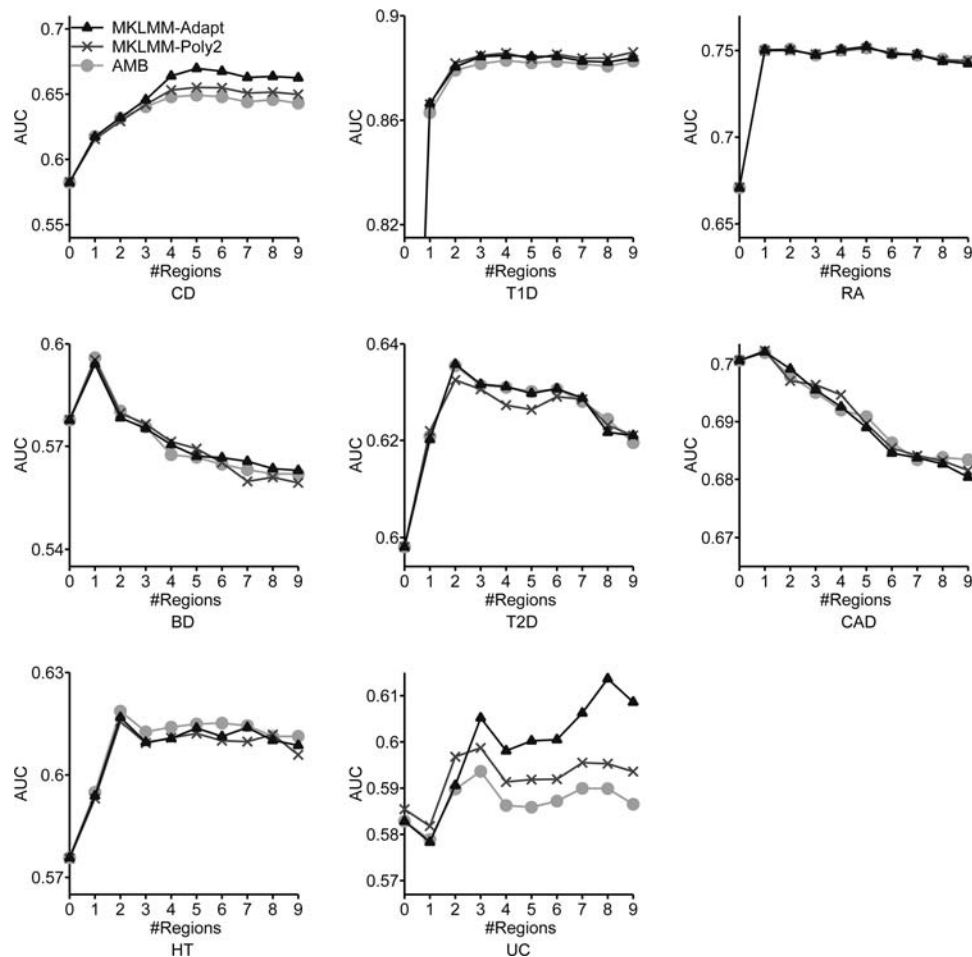 MKLMM-Adapt
MKLMM-Poly2
AMB
0.7
0.65
0.6
0.55
AUC
0 1 2 3 4 5 6 7 8 9
#Regions
CD
0.9
0.86
0.82
AUC
0 1 2 3 4 5 6 7 8 9
#Regions
T1D
0.75
0.7
0.65
AUC
0 1 2 3 4 5 6 7 8 9
#Regions
RA
0.6
0.57
0.54
AUC
0 1 2 3 4 5 6 7 8 9
#Regions
BD
0.64
0.62
0.6
AUC
0 1 2 3 4 5 6 7 8 9
#Regions
T2D
0.7
0.69
0.68
0.67
AUC
0 1 2 3 4 5 6 7 8 9
#Regions
CAD
0.63
0.6
0.57
AUC
0 1 2 3 4 5 6 7 8 9
#Regions
HT
0.61
0.6
0.59
0.58
0.57
AUC
0 1 2 3 4 5 6 7 8 9
#Regions
UC